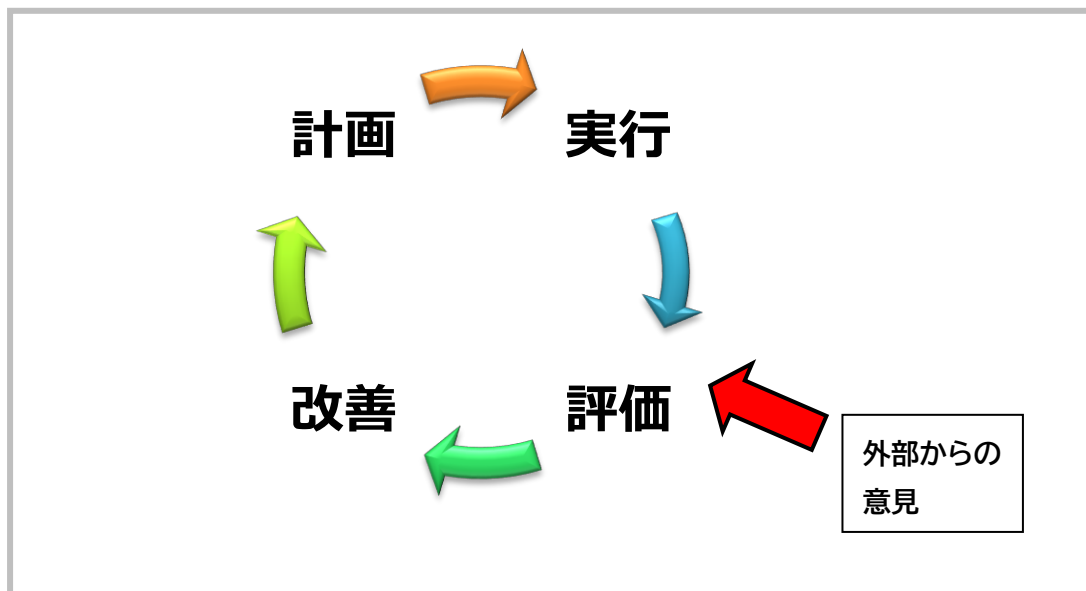 計画
実行
改善
評価
外部からの
意見